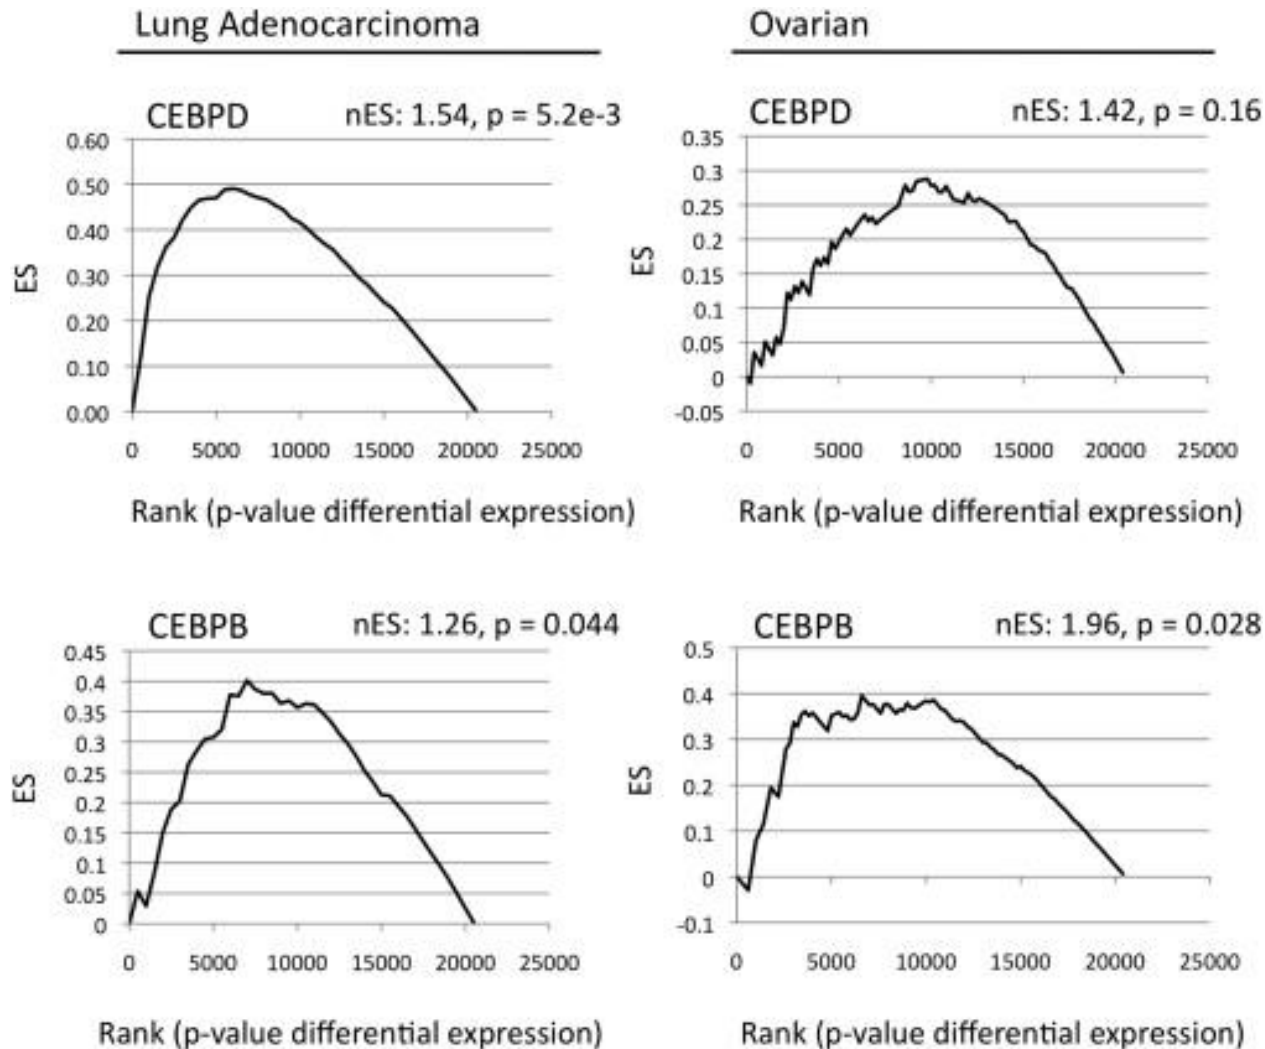 Lung Adenocarcinoma
Ovarian
CEBPD nES: 1.54, p = 5.2e-3
0.60
0.50
0.40
0.30
0.20
0.10
0.00
ES
0 5000 10000 15000 20000 25000
Rank (p-value differential expression)
CEBPD nES: 1.42, p = 0.16
0.35
0.3
0.25
0.2
0.15
0.1
0.05
0
-0.05
ES
0 5000 10000 15000 20000 25000
Rank (p-value differential expression)
CEBPB nES: 1.26, p = 0.044
0.45
0.4
0.35
0.3
0.25
0.2
0.15
0.1
0.05
0
ES
0 5000 10000 15000 20000 25000
Rank (p-value differential expression)
CEBPB nES: 1.96, p = 0.028
0.5
0.4
0.3
0.2
0.1
0
-0.1
ES
0 5000 10000 15000 20000 25000
Rank (p-value differential expression)